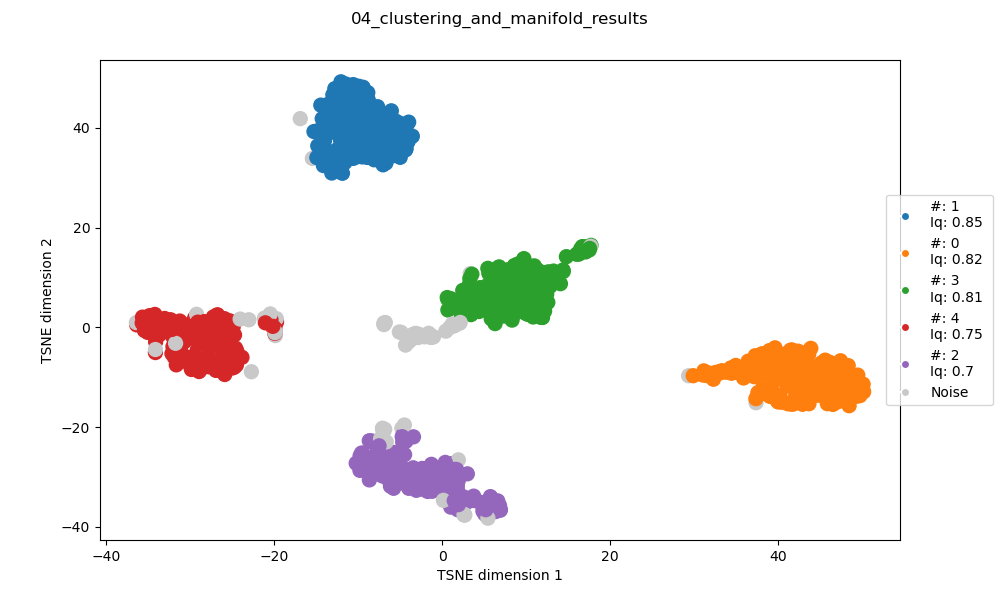 04_clustering_and_manifold_results
TSNE dimension 2
40
20
0
−20
−40
−40
−20
0
20
40
TSNE dimension 1
#: 1
Iq: 0.85
#: 0
Iq: 0.82
#: 3
Iq: 0.81
#: 4
Iq: 0.75
#: 2
Iq: 0.7
Noise